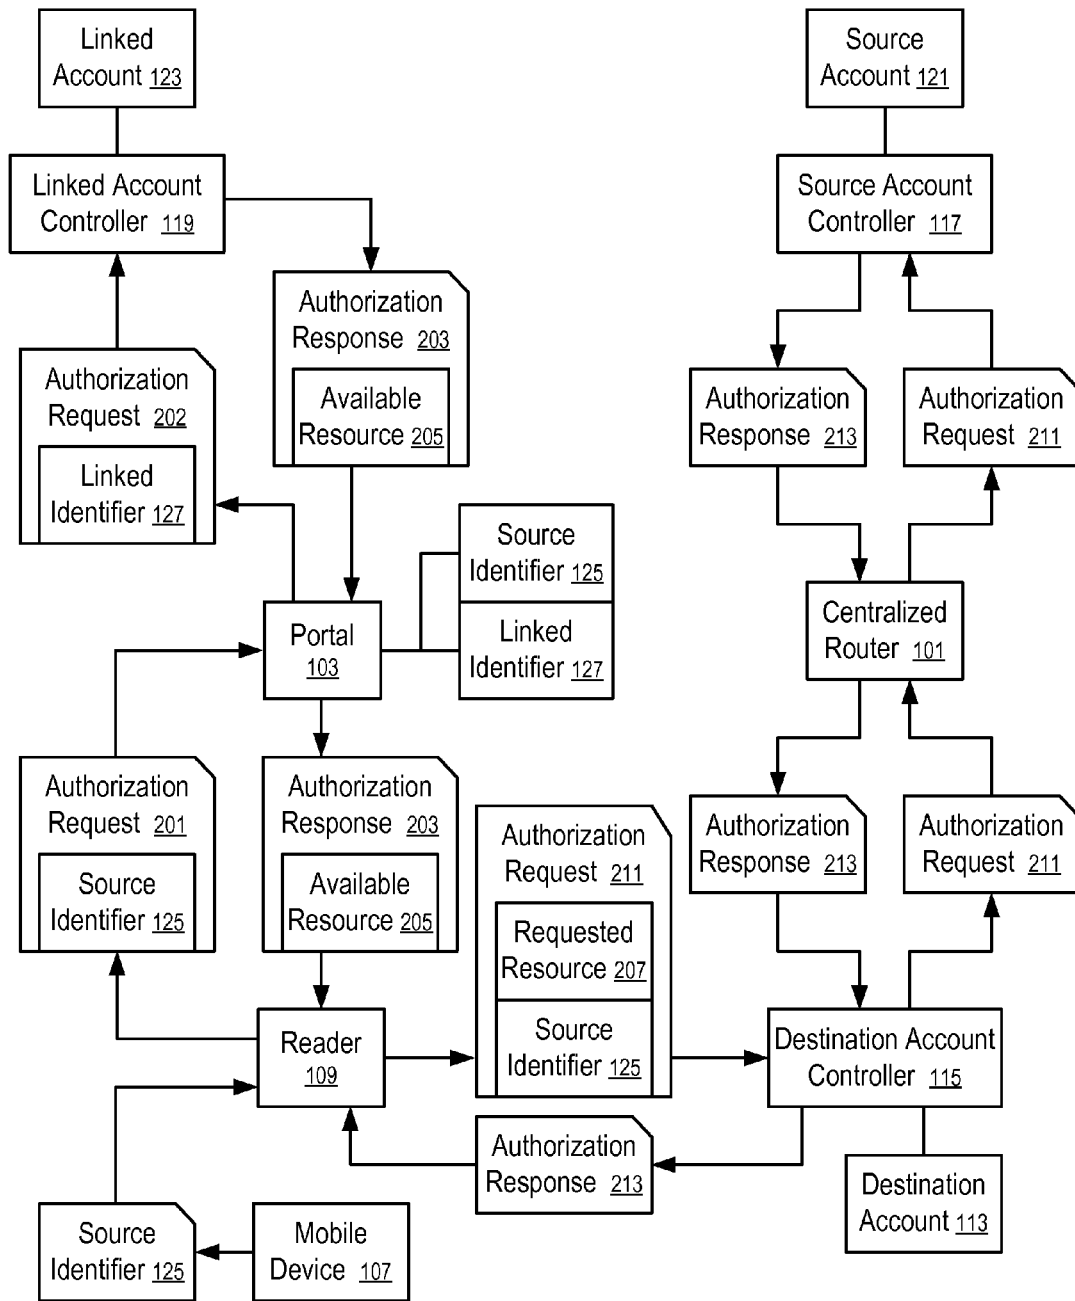 Linked
Account 123
Source
Account 121
Linked Account
Controller 119
Source Account
Controller 117
Authorization
Response 203
Available
Resource 205
Authorization
Request 202
Linked
Identifier 127
Authorization
Response 213
Authorization
Request 211
Source
Identifier 125
Linked
Identifier 127
Portal
103
Centralized
Router 101
Authorization
Request 201
Source
Identifier 125
Authorization
Response 203
Available
Resource 205
Authorization
Request 211
Requested
Resource 207
Source
Identifier 125
Authorization
Response 213
Authorization
Request 211
Reader
109
Destination Account
Controller 115
Authorization
Response 213
Destination
Account 113
Source
Identifier 125
Mobile
Device 107